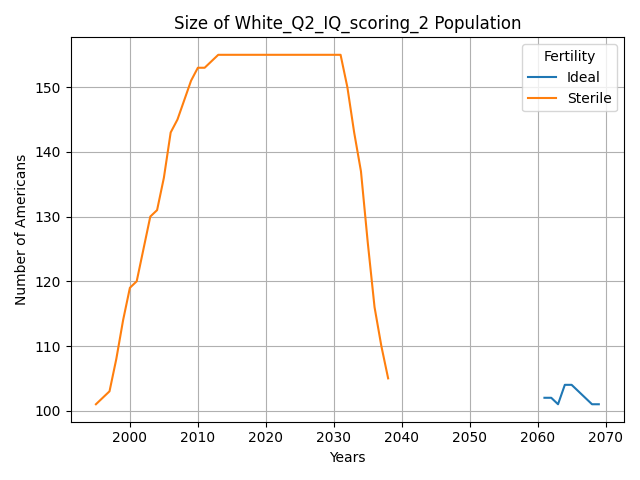 Size of White_Q2_IQ_scoring_2 Population
Number of Americans
150
140
130
120
110
100
Fertility
Ideal
Sterile
2000 2010 2020 2030 2040 2050 2060 2070
Years